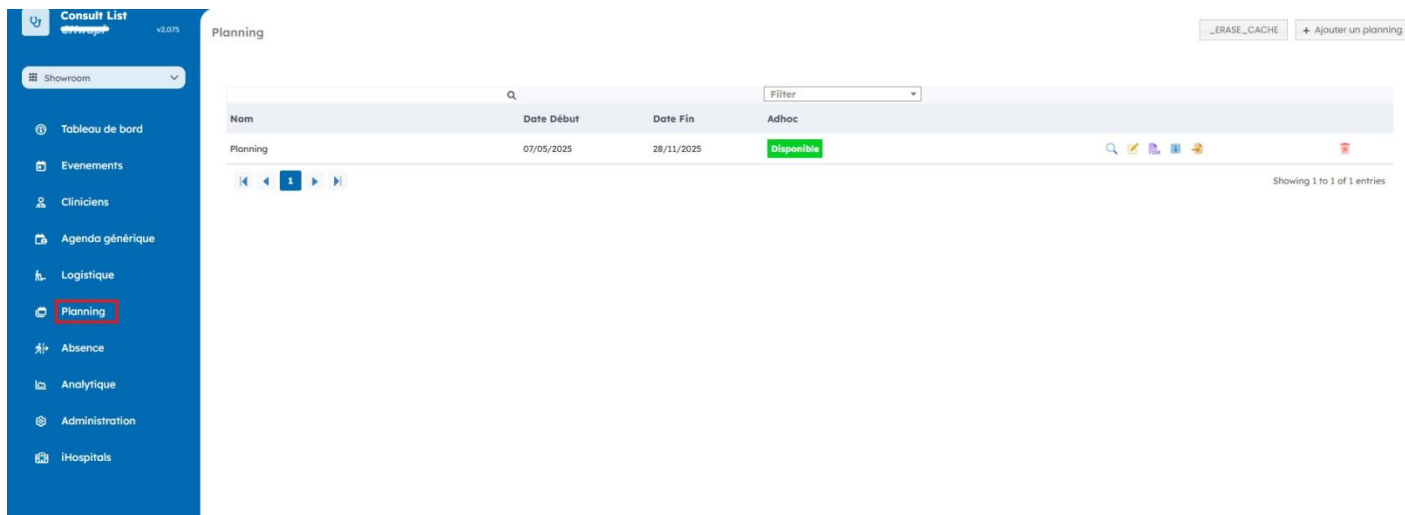 Consult List
v2.075
Planning
_ERASE_CACHE
+ Ajouter un planning
Showroom
Filter
Nom Date Début Date Fin Adhoc
Planning 07/05/2025 28/11/2025 Disponible
1
Showing 1 to 1 of 1 entries
Tableau de bord
Evenements
Cliniciens
Agenda générique
Logistique
Planning
Absence
Analytique
Administration
iHospitals